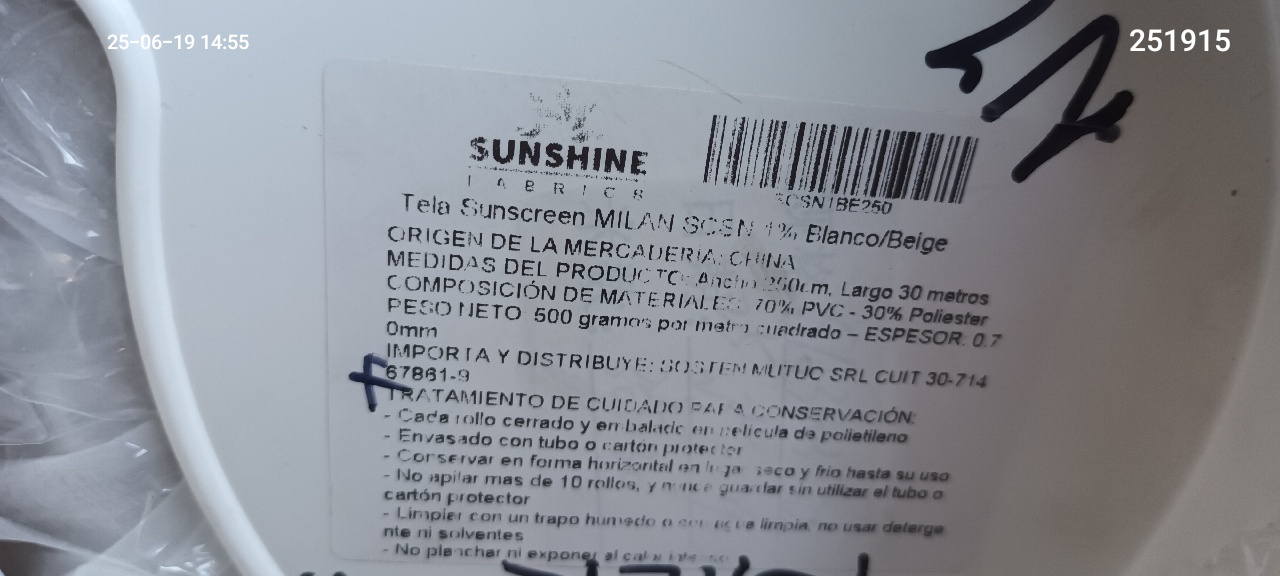 25-06-19 14:55
251915
SUNSHINE
FABRICS
SCSN1BE250
Tela Sunscreen MILAN SCSN 1% Blanco/Beige
ORIGEN DE LA MERCADERIA: CHINA
MEDIDAS DEL PRODUCTO: Ancho 250cm, Largo 30 metros
COMPOSICIÓN DE MATERIALES: 70% PVC - 30% Poliester
PESO NETO: 500 gramos por metro cuadrado – ESPESOR: 0.7
0mm
IMPORTA Y DISTRIBUYE: SOSTEN MUTUO SRL CUIT 30-714
67861-9
TRATAMIENTO DE CUIDADO PARA CONSERVACIÓN:
- Cada rollo cerrado y embalado en película de polietileno
- Envasado con tubo o cartón protector
- Conservar en forma horizontal en lugar seco y frio hasta su uso
- No apilar mas de 10 rollos, y nunca guardar sin utilizar el tubo o
cartón protector
- Limpiar con un trapo humedo o con agua limpia, no usar deterge
nte ni solventes
- No planchar ni exponer al calor intenso